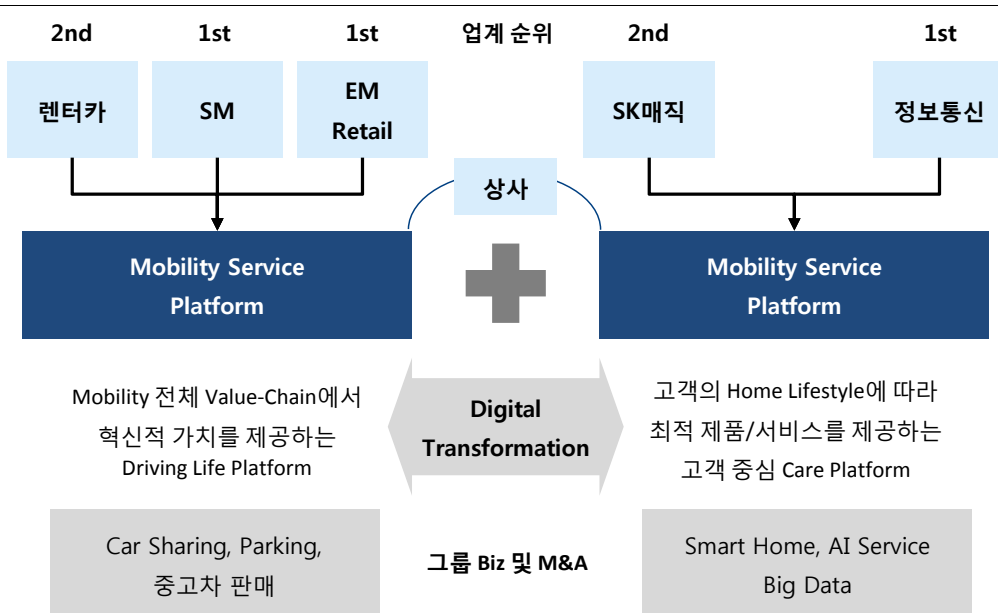 2nd 1st 1st 업계 순위 2nd 1st
렌터카
SM
EM
Retail
SK매직
정보통신
상사
Mobility Service
Platform
Mobility Service
Platform
Mobility 전체 Value-Chain에서
혁신적 가치를 제공하는
Driving Life Platform
Digital
Transformation
고객의 Home Lifestyle에 따라
최적 제품/서비스를 제공하는
고객 중심 Care Platform
Car Sharing, Parking,
중고차 판매
그룹 Biz 및 M&A
Smart Home, AI Service
Big Data